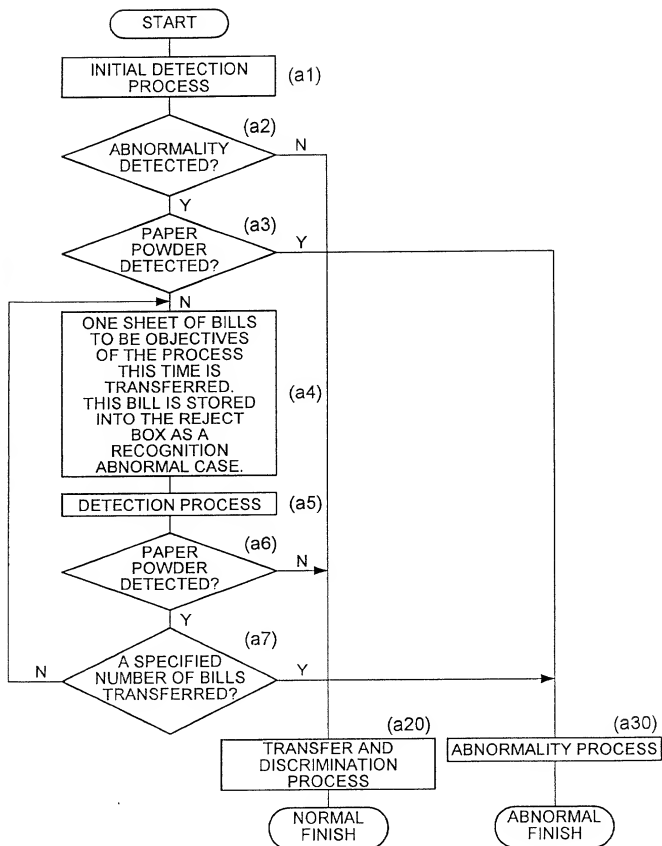 START
INITIAL DETECTION
PROCESS
(a1)
(a2)
ABNORMALITY
DETECTED?
N
Y
(a3)
PAPER
POWDER
DETECTED?
Y
N
ONE SHEET OF BILLS
TO BE OBJECTIVES
OF THE PROCESS
THIS TIME IS
TRANSFERRED.
THIS BILL IS STORED
INTO THE REJECT
BOX AS A
RECOGNITION
ABNORMAL CASE.
(a4)
DETECTION PROCESS
(a5)
(a6)
PAPER
POWDER
DETECTED?
N
Y
(a7)
A SPECIFIED
NUMBER OF BILLS
TRANSFERRED?
N
Y
(a20)
TRANSFER AND
DISCRIMINATION
PROCESS
(a30)
ABNORMALITY PROCESS
NORMAL
FINISH
ABNORMAL
FINISH